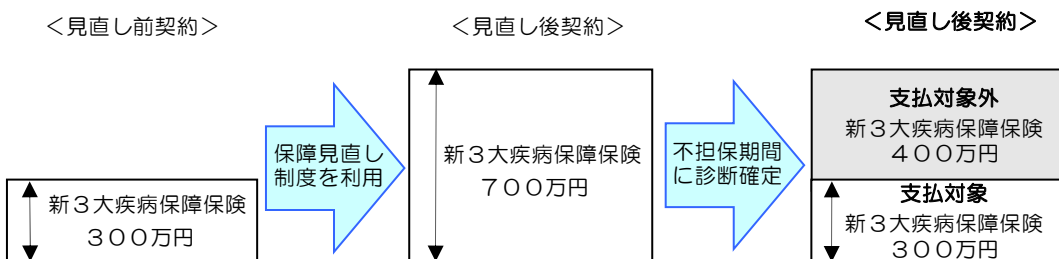 ＜見直し前契約＞
＜見直し後契約＞
＜見直し後契約＞
新３大疾病保障保険
３００万円
保障見直し
制度を利用
新３大疾病保障保険
７００万円
不担保期間
に診断確定
支払対象外
新３大疾病保障保険
４００万円
支払対象
新３大疾病保障保険
３００万円